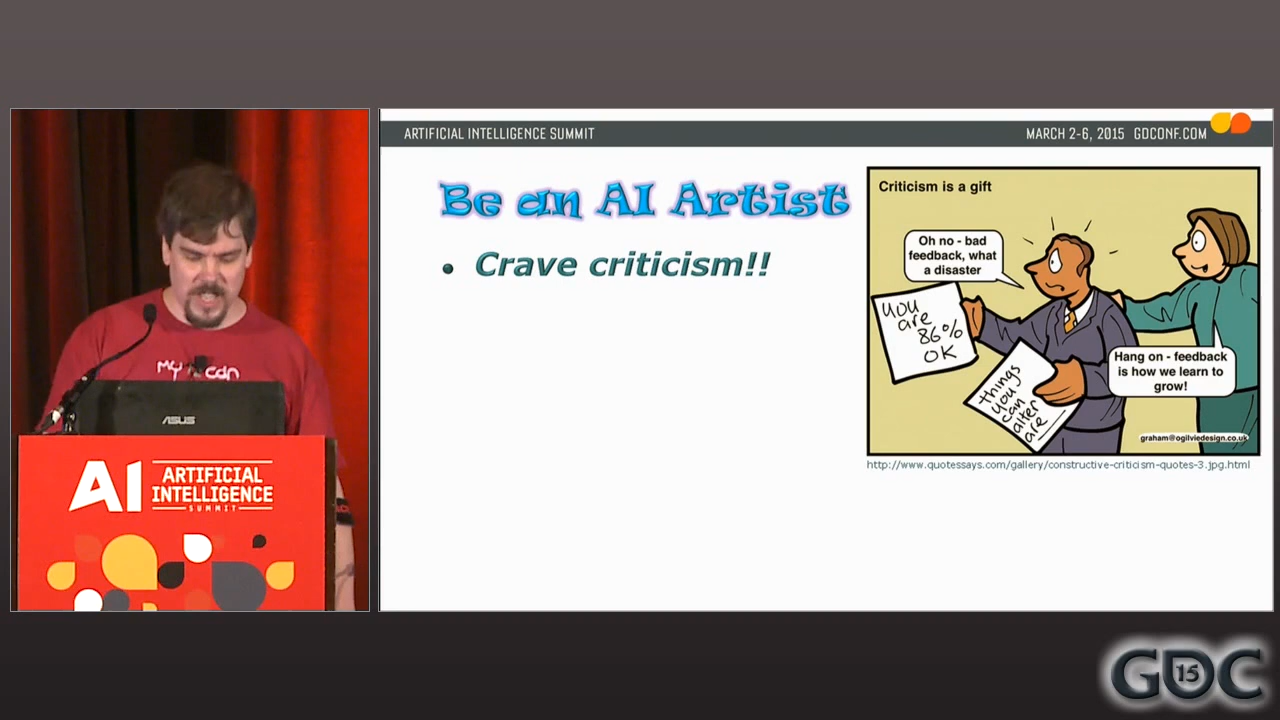 ARTIFICIAL INTELLIGENCE SUMMIT
MARCH 2-6, 2015 GDCONF.COM
Be an AI Artist
• Crave criticism!!
Criticism is a gift
Oh no - bad
feedback, what
a disaster
you
are
86%
OK
things
you
can
alter
are
Hang on - feedback
is how we learn to
grow!
graham@ogilviedesign.co.uk
http://www.quotessays.com/gallery/constructive-criticism-quotes-3.jpg.html
my
can
ASUS
AI
ARTIFICIAL
INTELLIGENCE
SUMMIT
GDC
15